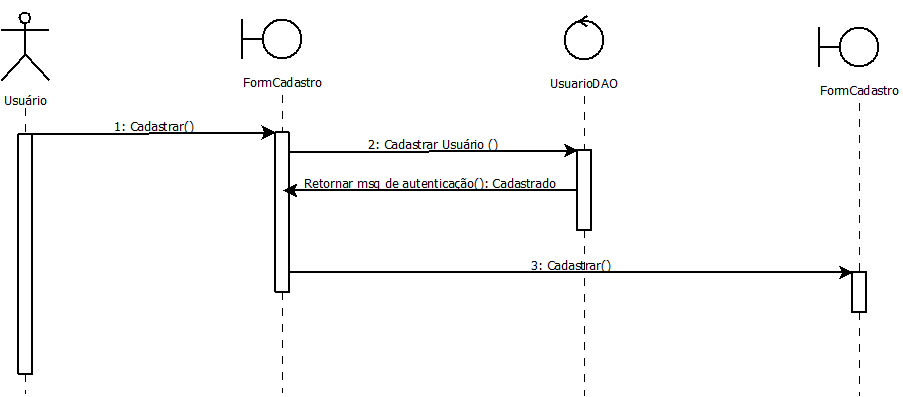 FormCadastro
UsuarioDAO
FormCadastro
Usuário
1: Cadastrar()
2: Cadastrar Usuário ()
Retornar msg de autenticação(): Cadastrado
3: Cadastrar()